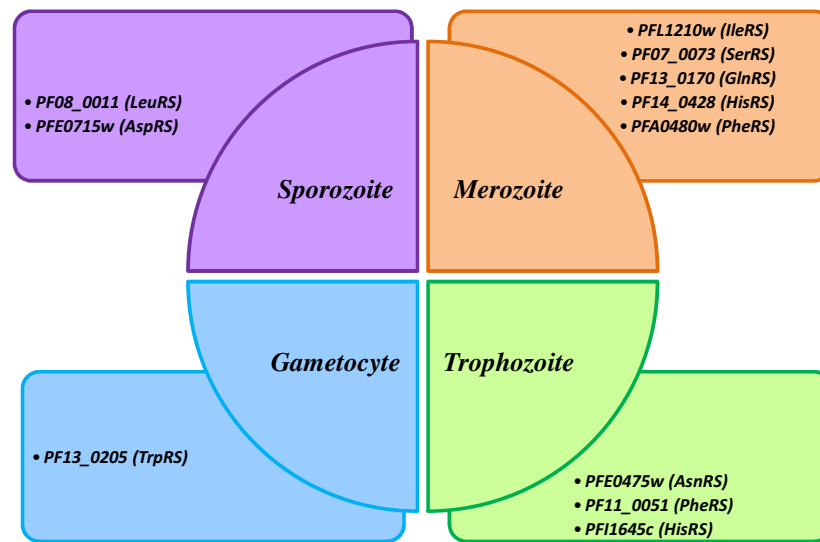 • PF08_0011 (LeuRS)
• PFE0715w (AspRS)
Sporozoite
• PFL1210w (IleRS)
• PF07_0073 (SerRS)
• PF13_0170 (GlnRS)
• PF14_0428 (HisRS)
• PFA0480w (PheRS)
Merozoite
Gametocyte
• PF13_0205 (TrpRS)
Trophozoite
• PFE0475w (AsnRS)
• PF11_0051 (PheRS)
• PFI1645c (HisRS)